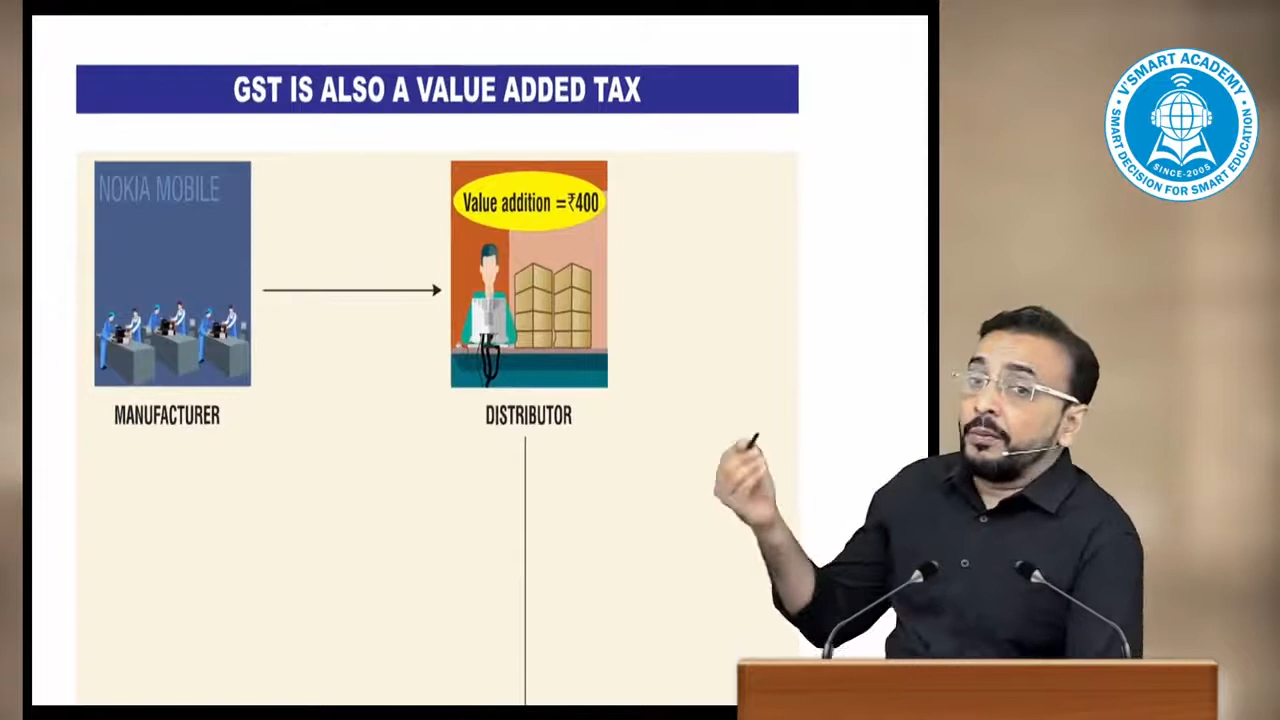 GST IS ALSO A VALUE ADDED TAX
NOKIA MOBILE
Value addition =₹400
MANUFACTURER
DISTRIBUTOR
V'SMART ACADEMY
SINCE-2005
SMART DECISION FOR SMART EDUCATION